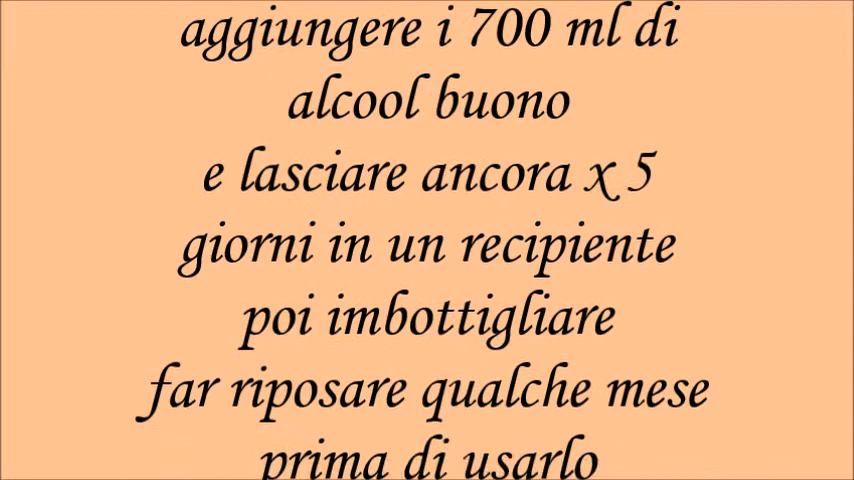 aggiungere i 700 ml di
alcool buono
e lasciare ancora x 5
giorni in un recipiente
poi imbottigliare
far riposare qualche mese
prima di usarlo